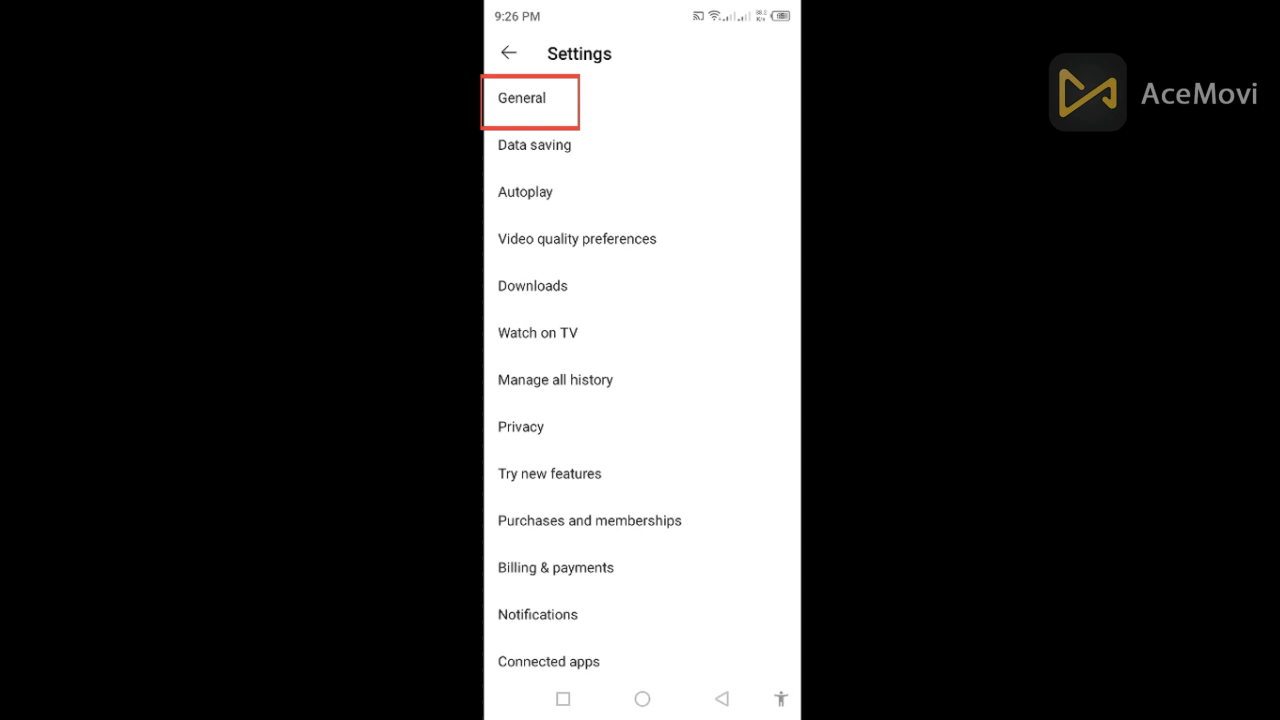 9:26 PM
Settings
General
Data saving
Autoplay
Video quality preferences
Downloads
Watch on TV
Manage all history
Privacy
Try new features
Purchases and memberships
Billing & payments
Notifications
Connected apps
AceMovi